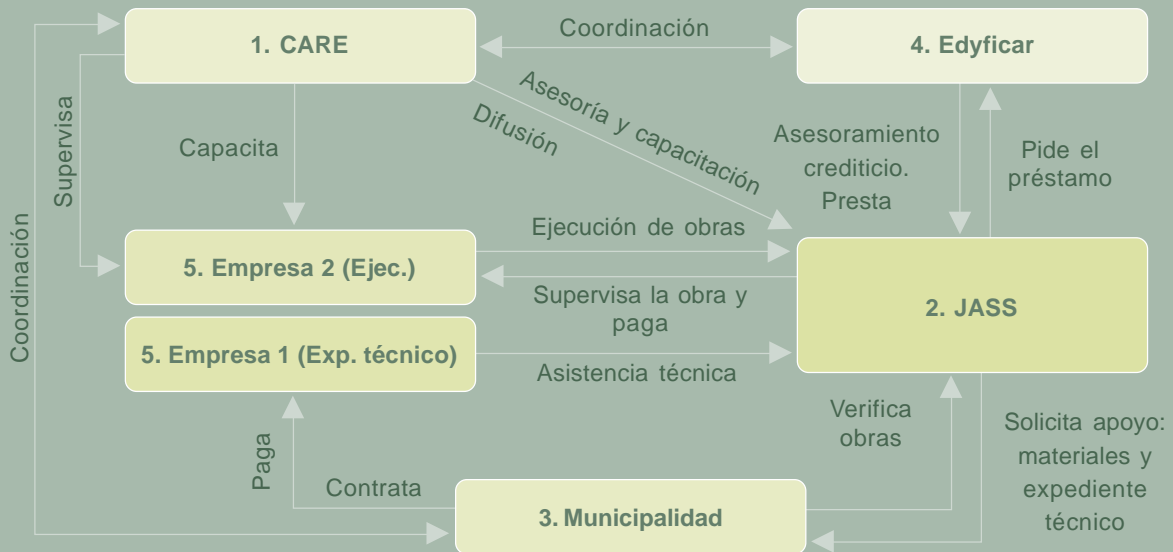 1. CARE
Coordinación
4. Edyficar
Supervisa
Capacita
Asesoría y capacitación
Difusión
Asesoramiento
crediticio.
Presta
Pide el
préstamo
Coordinación
5. Empresa 2 (Ejec.)
Ejecución de obras
Supervisa la obra y
paga
2. JASS
5. Empresa 1 (Exp. técnico)
Asistencia técnica
Paga
Contrata
3. Municipalidad
Verifica
obras
Solicita apoyo:
materiales y
expediente
técnico